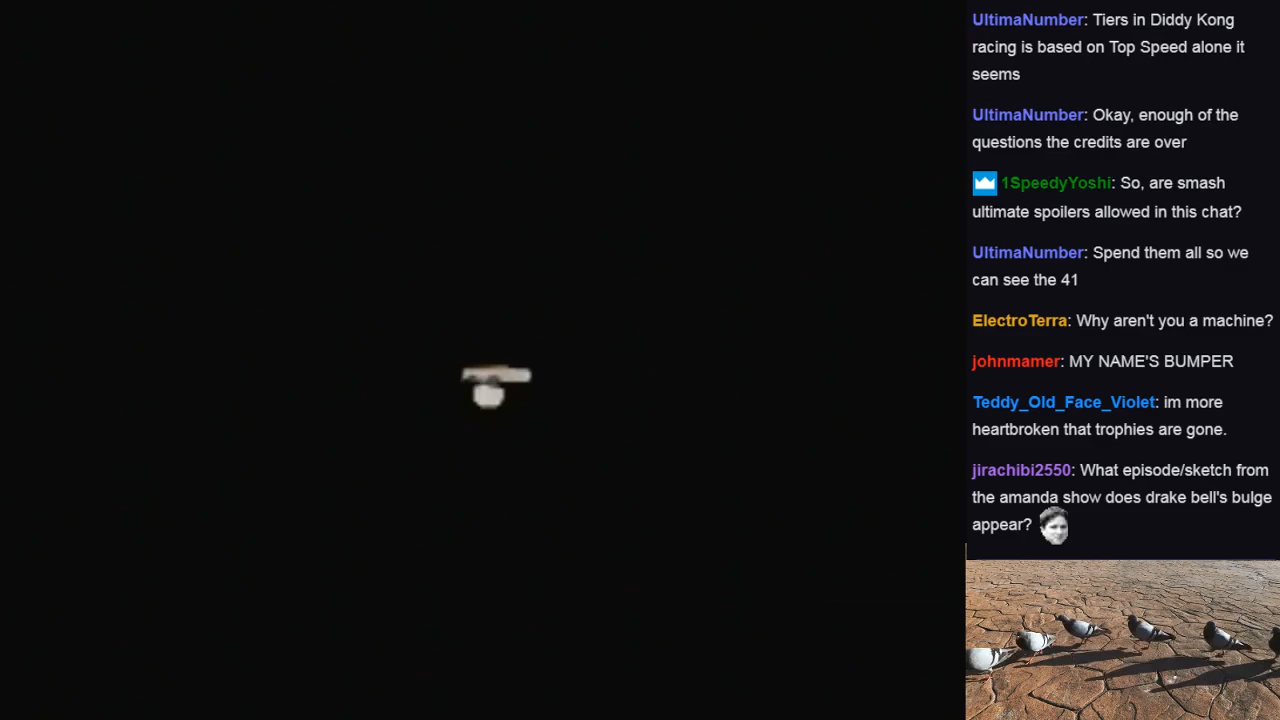 UltimaNumber: Tiers in Diddy Kong
racing is based on Top Speed alone it
seems
UltimaNumber: Okay, enough of the
questions the credits are over
1SpeedyYoshi: So, are smash
ultimate spoilers allowed in this chat?
UltimaNumber: Spend them all so we
can see the 41
ElectroTerra: Why aren't you a machine?
johnmamer: MY NAME'S BUMPER
Teddy_Old_Face_Violet: im more
heartbroken that trophies are gone.
jirachibi2550: What episode/sketch from
the amanda show does drake bell's bulge
appear?